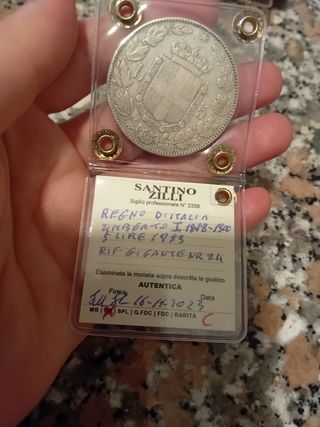 SANTINO
ZILLI
Sigillo professionale N° 2338
REGNO D'ITALIA
UMBERTO I 1878-1900
5 LIRE 1879
RIF GIGANTE NR 24
Esaminata la moneta sopra descritta la giudico
AUTENTICA
Firma Data
16-11-2023
MB | | SPL | Q.FDC | FDC | RARITÀ C